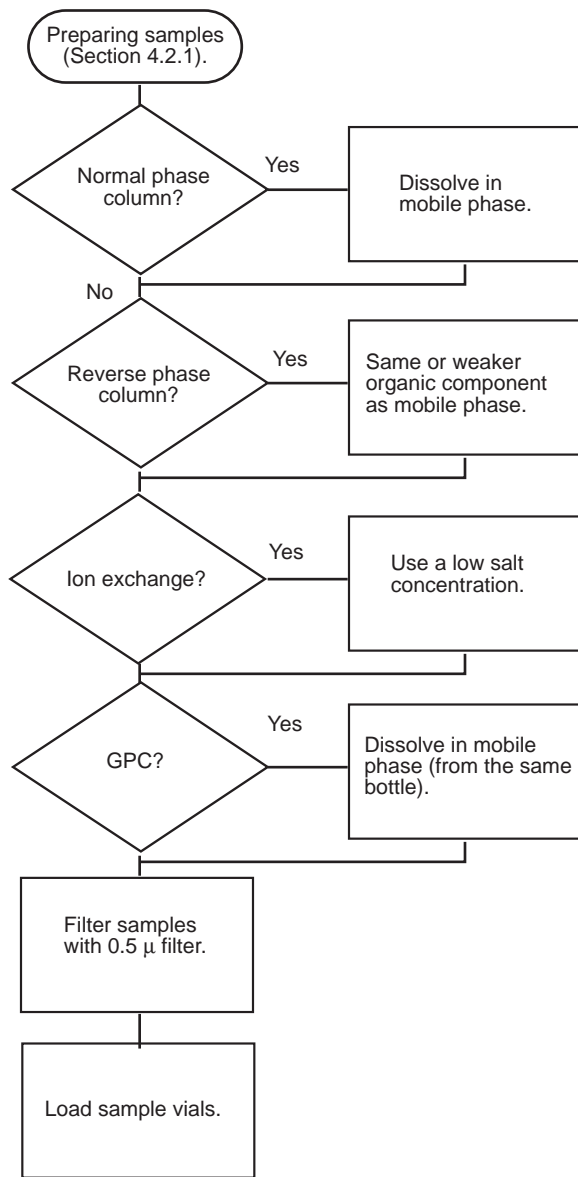 Preparing samples
(Section 4.2.1).
Normal phase
column?
Yes
Dissolve in
mobile phase.
No
Reverse phase
column?
Yes
Same or weaker
organic component
as mobile phase.
Ion exchange?
Yes
Use a low salt
concentration.
GPC?
Yes
Dissolve in mobile
phase (from the same
bottle).
Filter samples
with 0.5 μ filter.
Load sample vials.